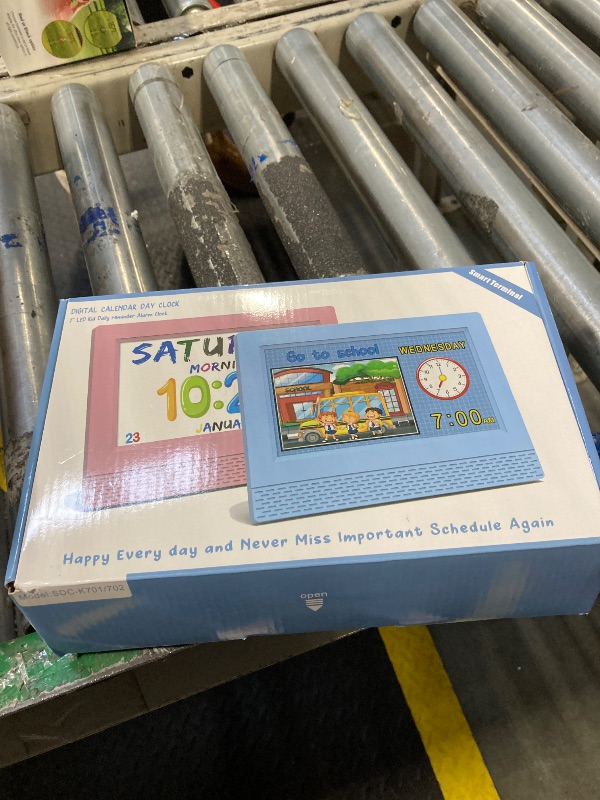 Smart Terminal
DIGITAL CALENDAR DAY CLOCK
7" LED Kid Daily reminder Alarm Clock
SATU
MORNI
10:2
JANUA
23
Go to school
WEDNESDAY
SCHOOL
7:00 AM
Happy Every day and Never Miss Important Schedule Again
Model:SDC-K701/702
open